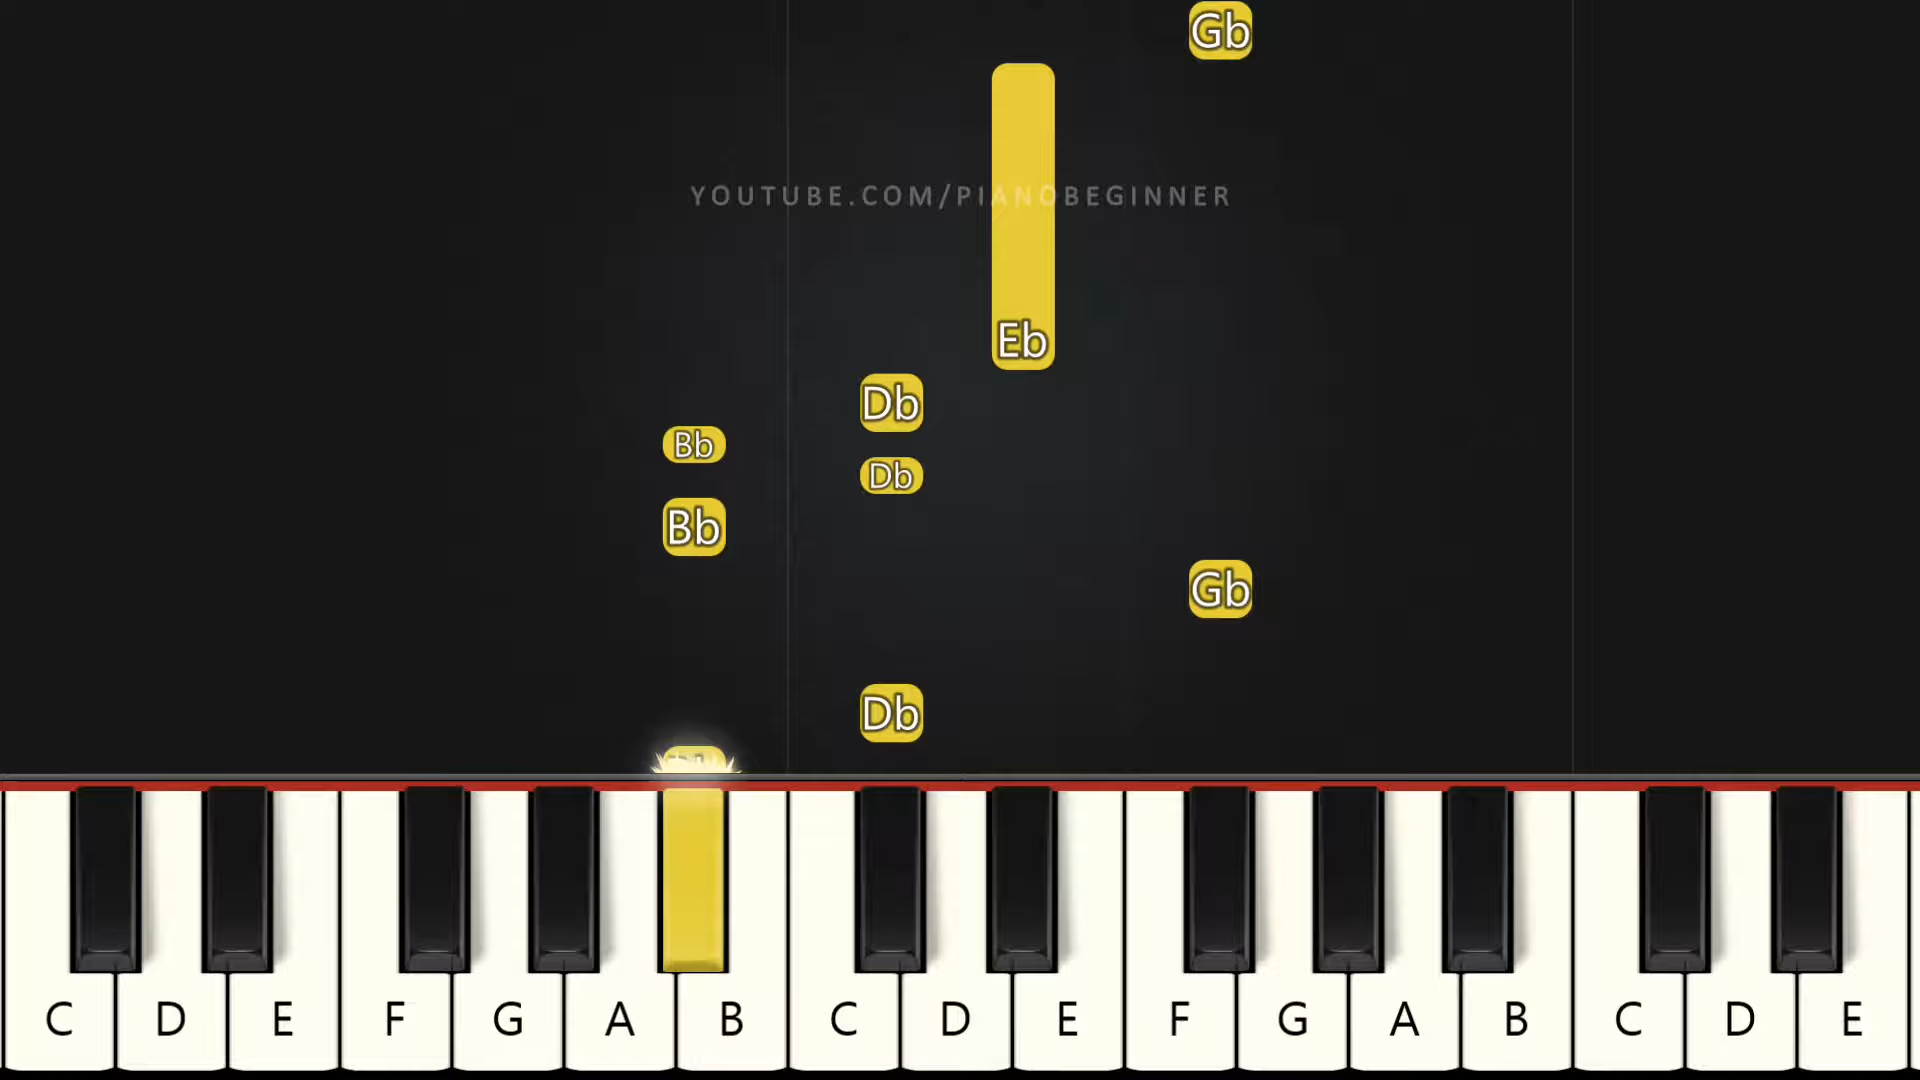 Gb
YOUTUBE.COM/PIANOBEGINNER
Eb
Db
Bb
Db
Bb
Gb
Db
C D E F G A B C D E F G A B C D E